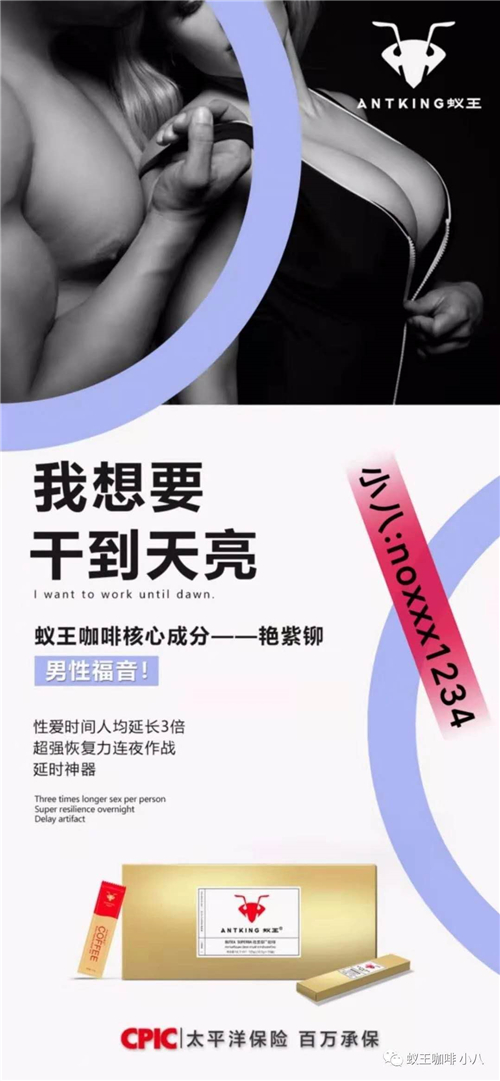 ANTKING蚁王
我想要
干到天亮
I want to work until dawn.
小八:noxxx1234
蚁王咖啡核心成分——艳紫铆
男性福音!
性爱时间人均延长3倍
超强恢复力连夜作战
延时神器
Three times longer sex per person
Super resilience overnight
Delay artifact
COFFEE
ANTKING 蚁王®
CPIC|太平洋保险 百万承保
蚁王咖啡 小八